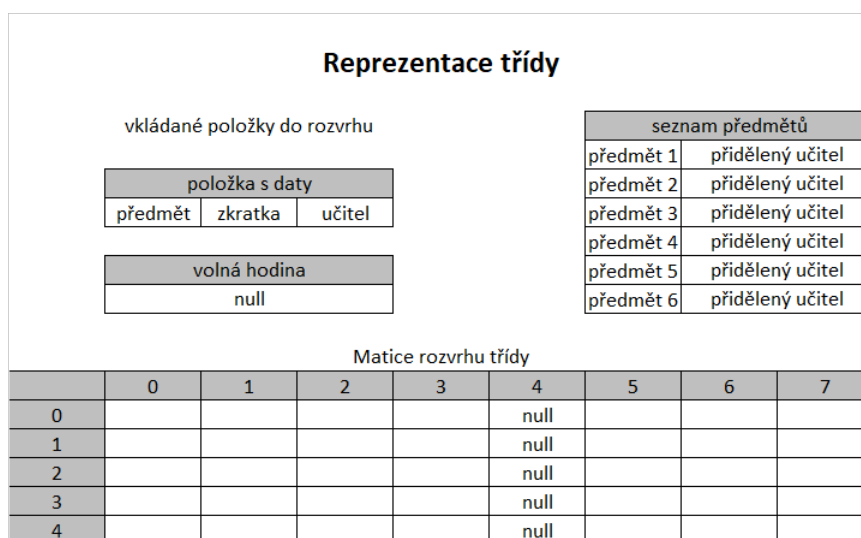 Reprezentace třídy
vkládané položky do rozvrhu
položka s daty
předmět zkratka učitel
volná hodina
null
seznam předmětů
předmět 1 přidělený učitel
předmět 2 přidělený učitel
předmět 3 přidělený učitel
předmět 4 přidělený učitel
předmět 5 přidělený učitel
předmět 6 přidělený učitel
Matice rozvrhu třídy
0 1 2 3 4 5 6 7
0 null
1 null
2 null
3 null
4 null